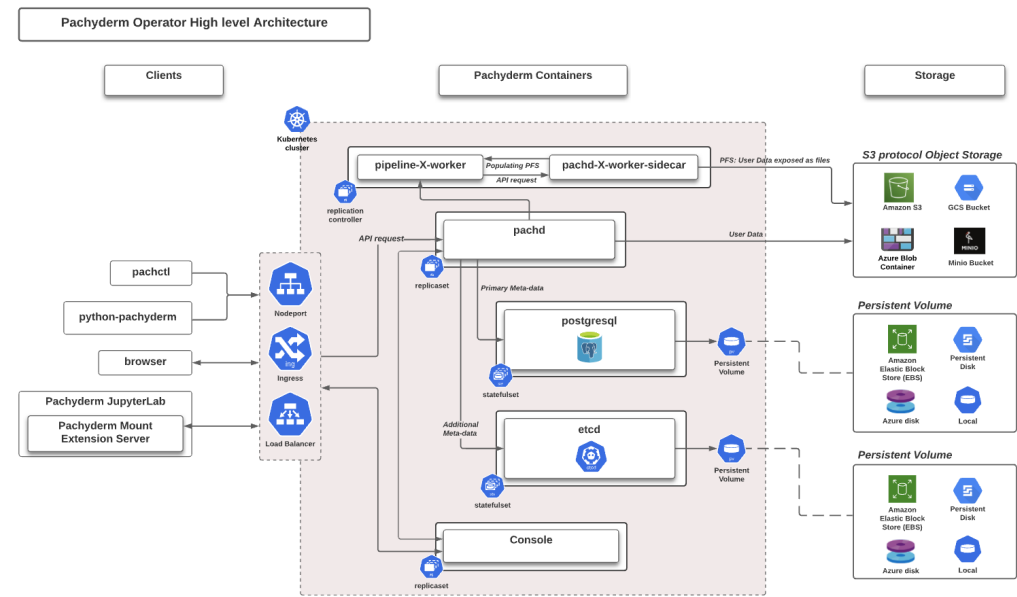 Pachyderm Operator High level Architecture
Clients
Pachyderm Containers
Storage
Kubernetes
cluster
pipeline-X-worker
Populating PFS
API request
pachd-X-worker-sidecar
PFS: User Data exposed as files
replication
controller
S3 protocol Object Storage
Amazon S3
GCS Bucket
Azure Blob
Container
MINIO
Minio Bucket
API request
pachd
User Data
replicaset
pachctl
python-pachyderm
browser
Pachyderm JupyterLab
Pachyderm Mount
Extension Server
Nodeport
ing
Ingress
Load Balancer
Primary Meta-data
postgresql
statefulset
Persistent
Volume
Persistent Volume
Amazon
Elastic Block
Store (EBS)
Persistent
Disk
Azure disk
Local
Additional
Meta-data
etcd
statefulset
Persistent
Volume
Persistent Volume
Amazon
Elastic Block
Store (EBS)
Persistent
Disk
Azure disk
Local
Console
replicaset